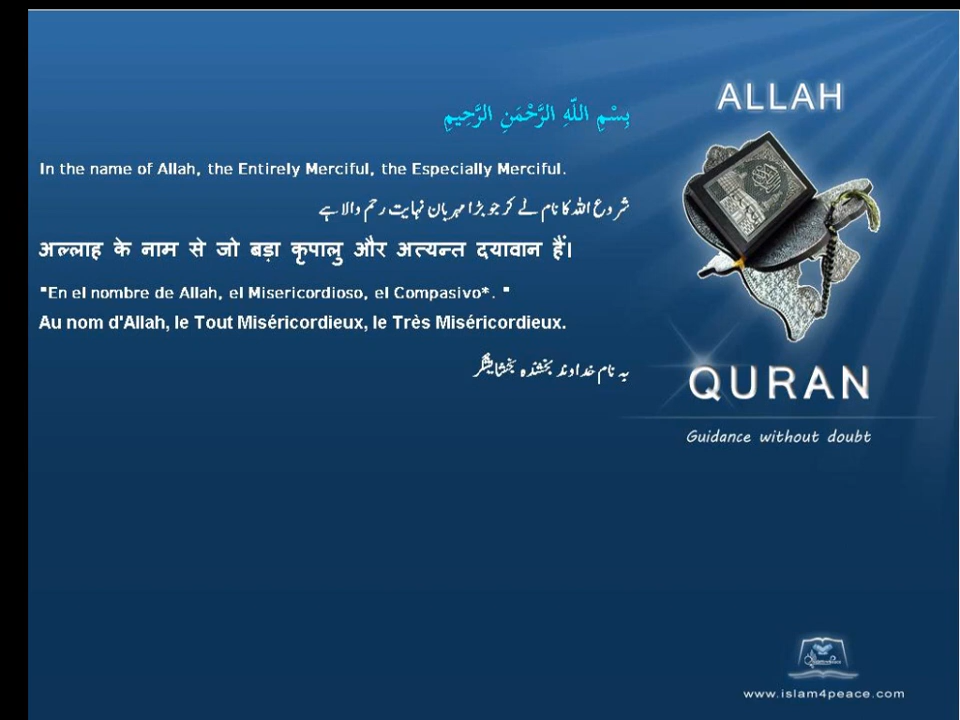 بِسْمِ اللَّهِ الرَّحْمَنِ الرَّحِيمِ
In the name of Allah, the Entirely Merciful, the Especially Merciful.
شروع اللہ کا نام لے کر جو بڑا مہربان نہایت رحم والا ہے
अल्लाह के नाम से जो बड़ा कृपालु और अत्यन्त दयावान हैं।
"En el nombre de Allah, el Misericordioso, el Compasivo*. "
Au nom d'Allah, le Tout Miséricordieux, le Très Miséricordieux.
به نام خداوند بخشنده بخشایشگر
ALLAH
QURAN
Guidance without doubt
www.islam4peace.com